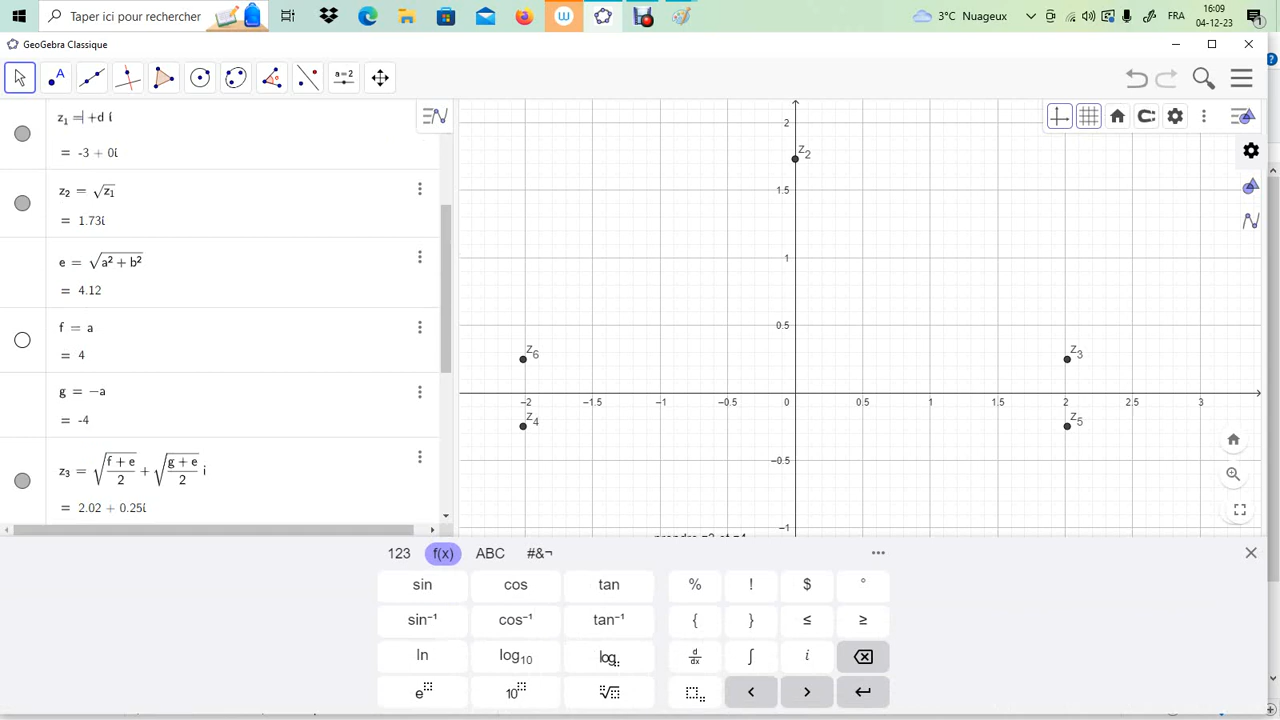 Taper ici pour rechercher
3°C Nuageux
FRA
16:09
04-12-23
1
GeoGebra Classique
A
a=2
z₁ = +d i
= -3 + 0i
z₂ = √z₁
= 1.73i
e = √a² + b²
= 4.12
f = a
= 4
g = −a
= -4
z₃ = √(f + e)/2 + √(g + e)/2 i
= 2.02 + 0.25i
2
z₂
1.5
1
0.5
z₆
z₃
−2 −1.5 −1 −0.5 0 0.5 1 1.5 2 2.5 3
z₄
z₅
−0.5
−1
123 f(x) ABC #&¬
sin cos tan % ! $ °
sin⁻¹ cos⁻¹ tan⁻¹ { } ≤ ≥
ln log₁₀ log d/dx ∫ i
e 10 √ < >